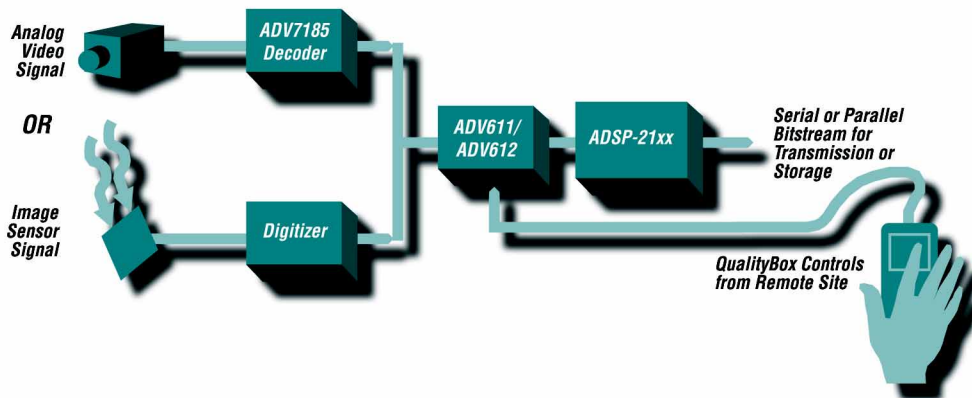 Analog
Video
Signal
ADV7185
Decoder
OR
Image
Sensor
Signal
Digitizer
ADV611/
ADV612
ADSP-21xx
Serial or Parallel
Bitstream for
Transmission or
Storage
QualityBox Controls
from Remote Site